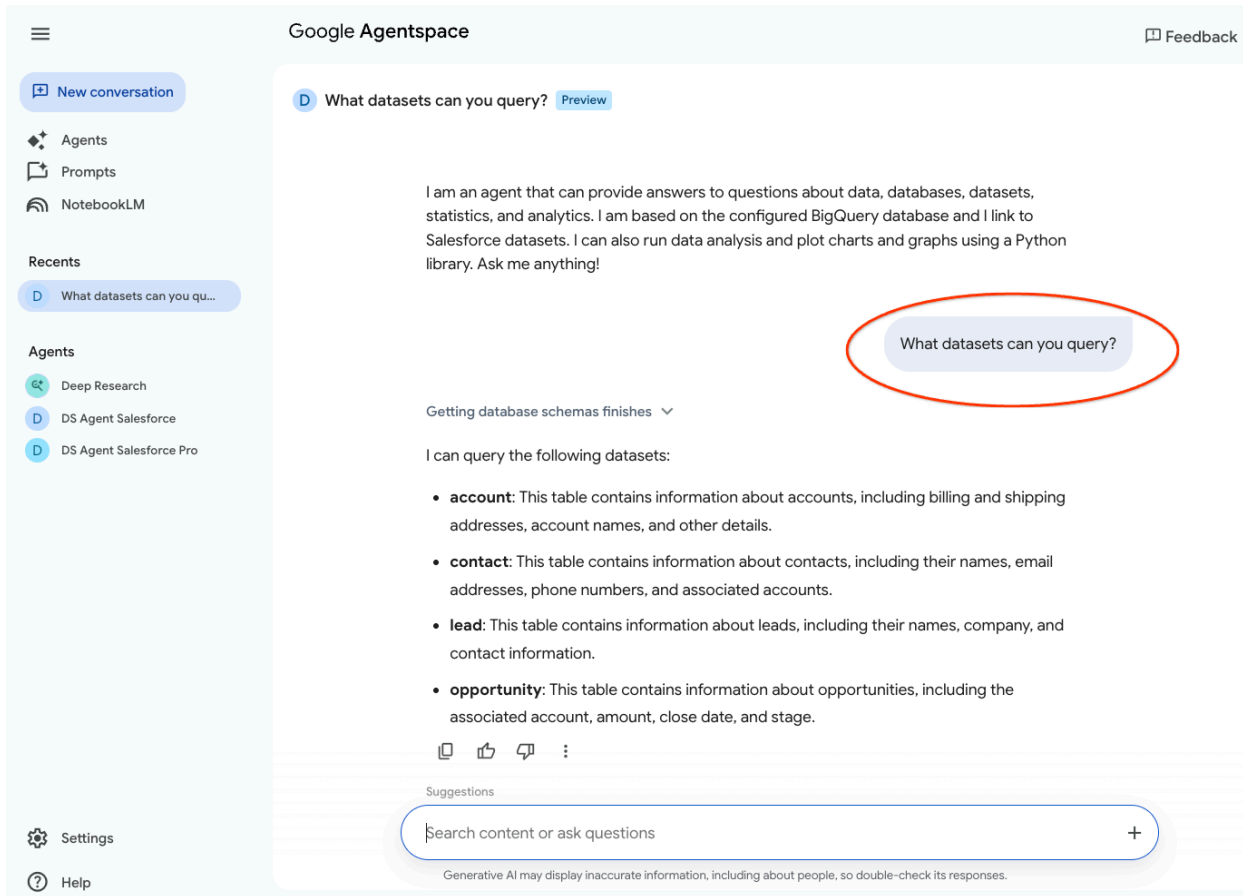 Google Agentspace
Feedback
New conversation
Agents
Prompts
NotebookLM
Recents
D What datasets can you qu...
Agents
Deep Research
D DS Agent Salesforce
D DS Agent Salesforce Pro
Settings
Help
D What datasets can you query? Preview
I am an agent that can provide answers to questions about data, databases, datasets,
statistics, and analytics. I am based on the configured BigQuery database and I link to
Salesforce datasets. I can also run data analysis and plot charts and graphs using a Python
library. Ask me anything!
What datasets can you query?
Getting database schemas finishes
I can query the following datasets:
• account: This table contains information about accounts, including billing and shipping
addresses, account names, and other details.
• contact: This table contains information about contacts, including their names, email
addresses, phone numbers, and associated accounts.
• lead: This table contains information about leads, including their names, company, and
contact information.
• opportunity: This table contains information about opportunities, including the
associated account, amount, close date, and stage.
Suggestions
Search content or ask questions
Generative AI may display inaccurate information, including about people, so double-check its responses.